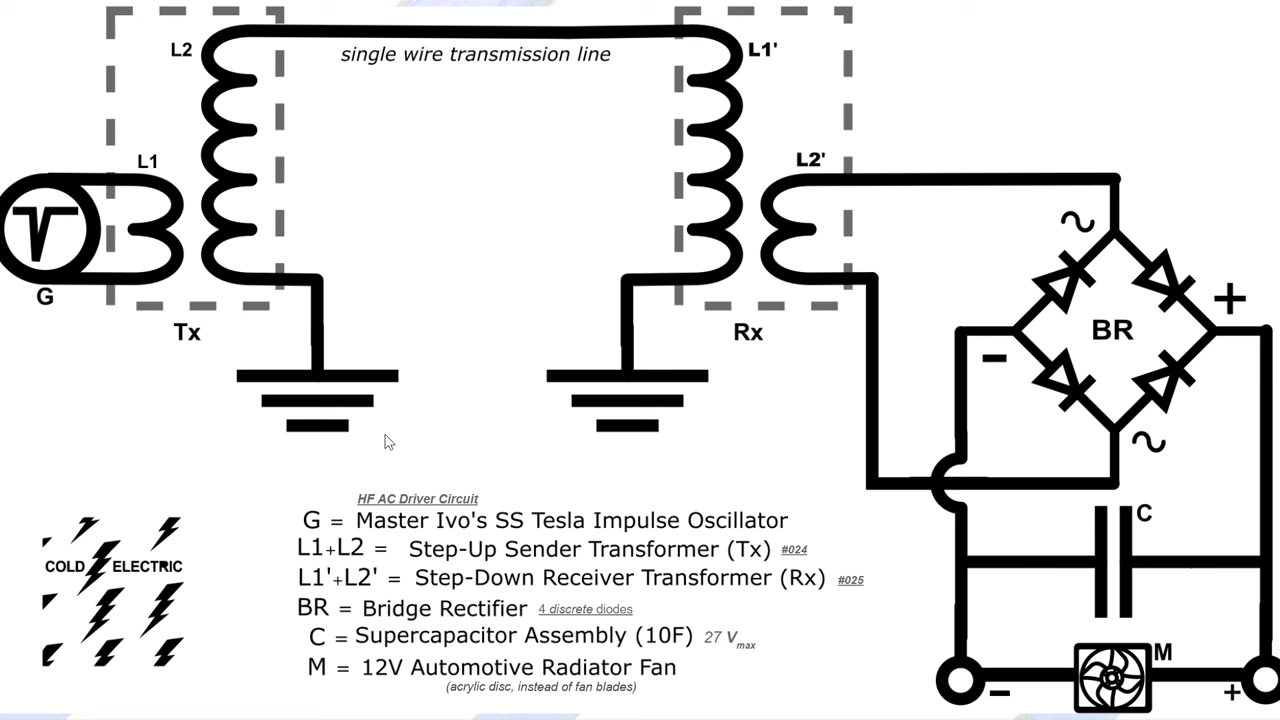 L2
single wire transmission line
L1'
L1
L2'
G
Tx
Rx
BR
+
−
~
~
HF AC Driver Circuit
G = Master Ivo's SS Tesla Impulse Oscillator
L1+L2 = Step-Up Sender Transformer (Tx) #024
L1'+L2' = Step-Down Receiver Transformer (Rx) #025
BR = Bridge Rectifier 4 discrete diodes
C = Supercapacitor Assembly (10F) 27 Vmax
M = 12V Automotive Radiator Fan
(acrylic disc, instead of fan blades)
COLD ELECTRIC
C
M
−
+